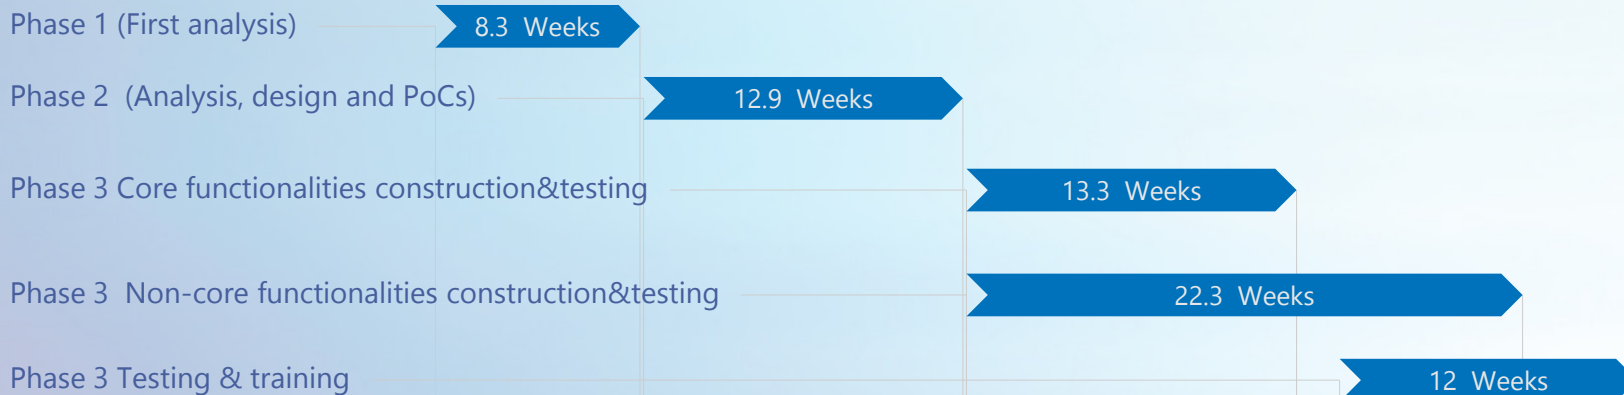 Phase 1 (First analysis)
8.3 Weeks
Phase 2 (Analysis, design and PoCs)
12.9 Weeks
Phase 3 Core functionalities construction&testing
13.3 Weeks
Phase 3 Non-core functionalities construction&testing
22.3 Weeks
Phase 3 Testing & training
12 Weeks